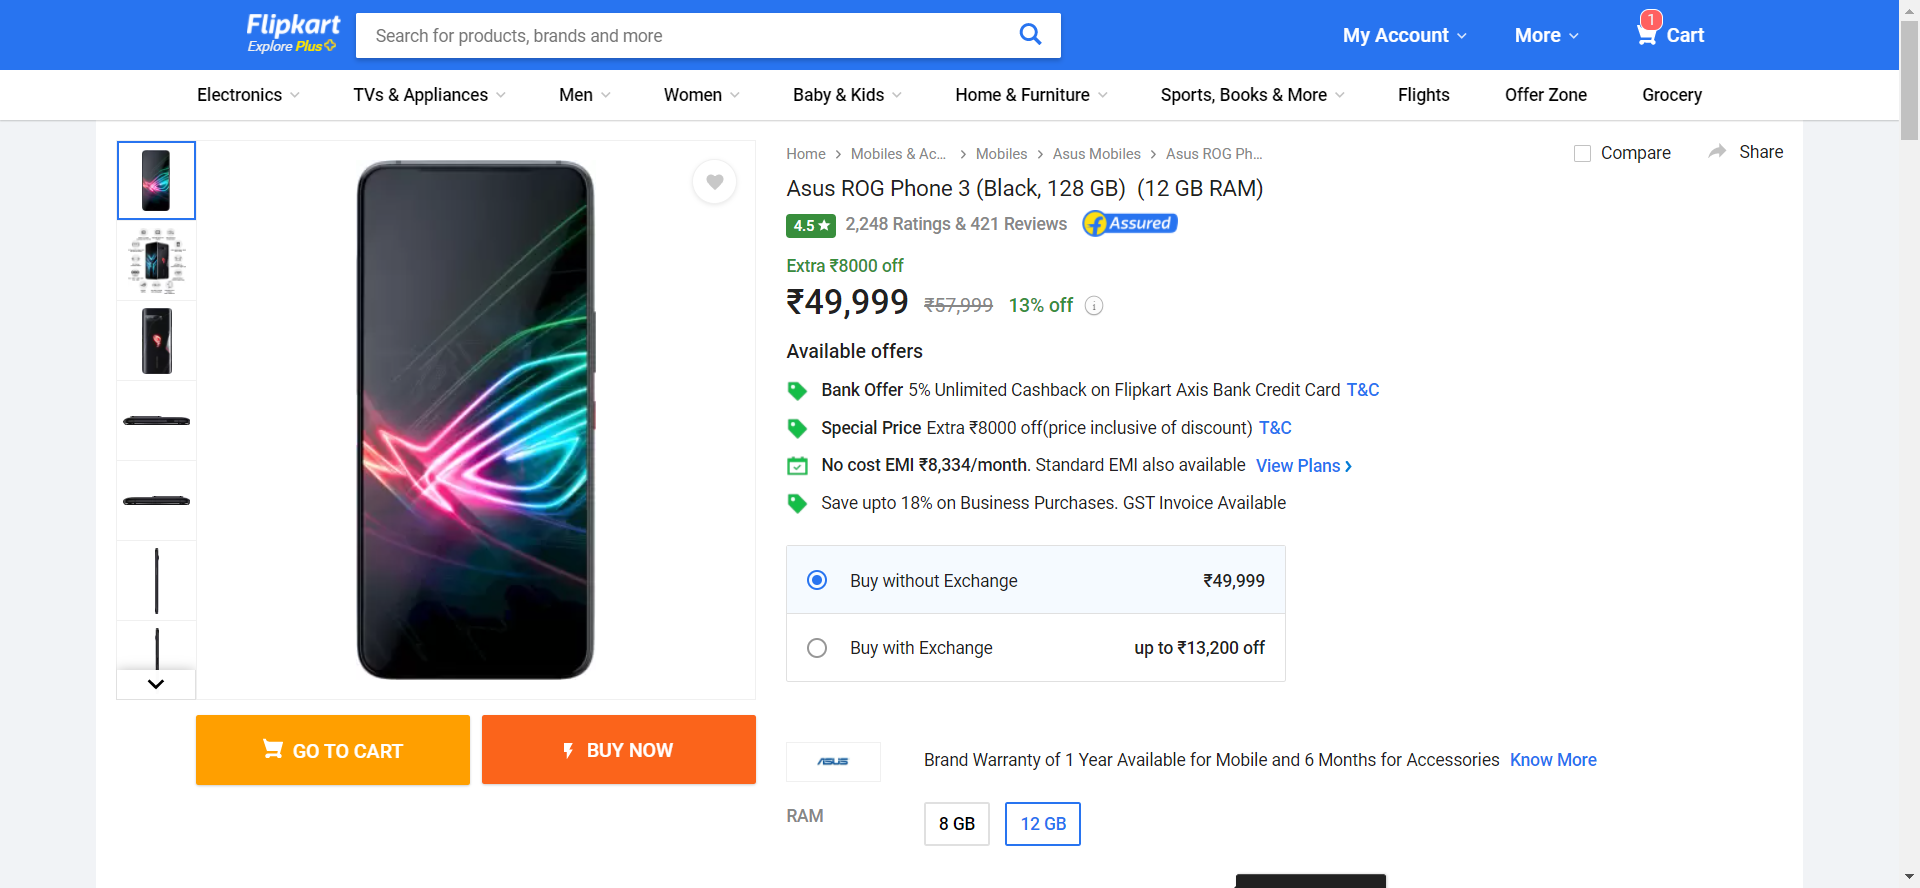 Flipkart
Explore Plus
Search for products, brands and more
My Account
More
1
Cart
Electronics
TVs & Appliances
Men
Women
Baby & Kids
Home & Furniture
Sports, Books & More
Flights
Offer Zone
Grocery
Home
Mobiles & Ac...
Mobiles
Asus Mobiles
Asus ROG Ph...
Compare
Share
Asus ROG Phone 3 (Black, 128 GB)  (12 GB RAM)
4.5 ★
2,248 Ratings & 421 Reviews
f Assured
Extra ₹8000 off
₹49,999
₹57,999
13% off
i
Available offers
Bank Offer 5% Unlimited Cashback on Flipkart Axis Bank Credit Card T&C
Special Price Extra ₹8000 off(price inclusive of discount) T&C
No cost EMI ₹8,334/month. Standard EMI also available View Plans
Save upto 18% on Business Purchases. GST Invoice Available
Buy without Exchange
₹49,999
Buy with Exchange
up to ₹13,200 off
GO TO CART
BUY NOW
ASUS
Brand Warranty of 1 Year Available for Mobile and 6 Months for Accessories Know More
RAM
8 GB
12 GB